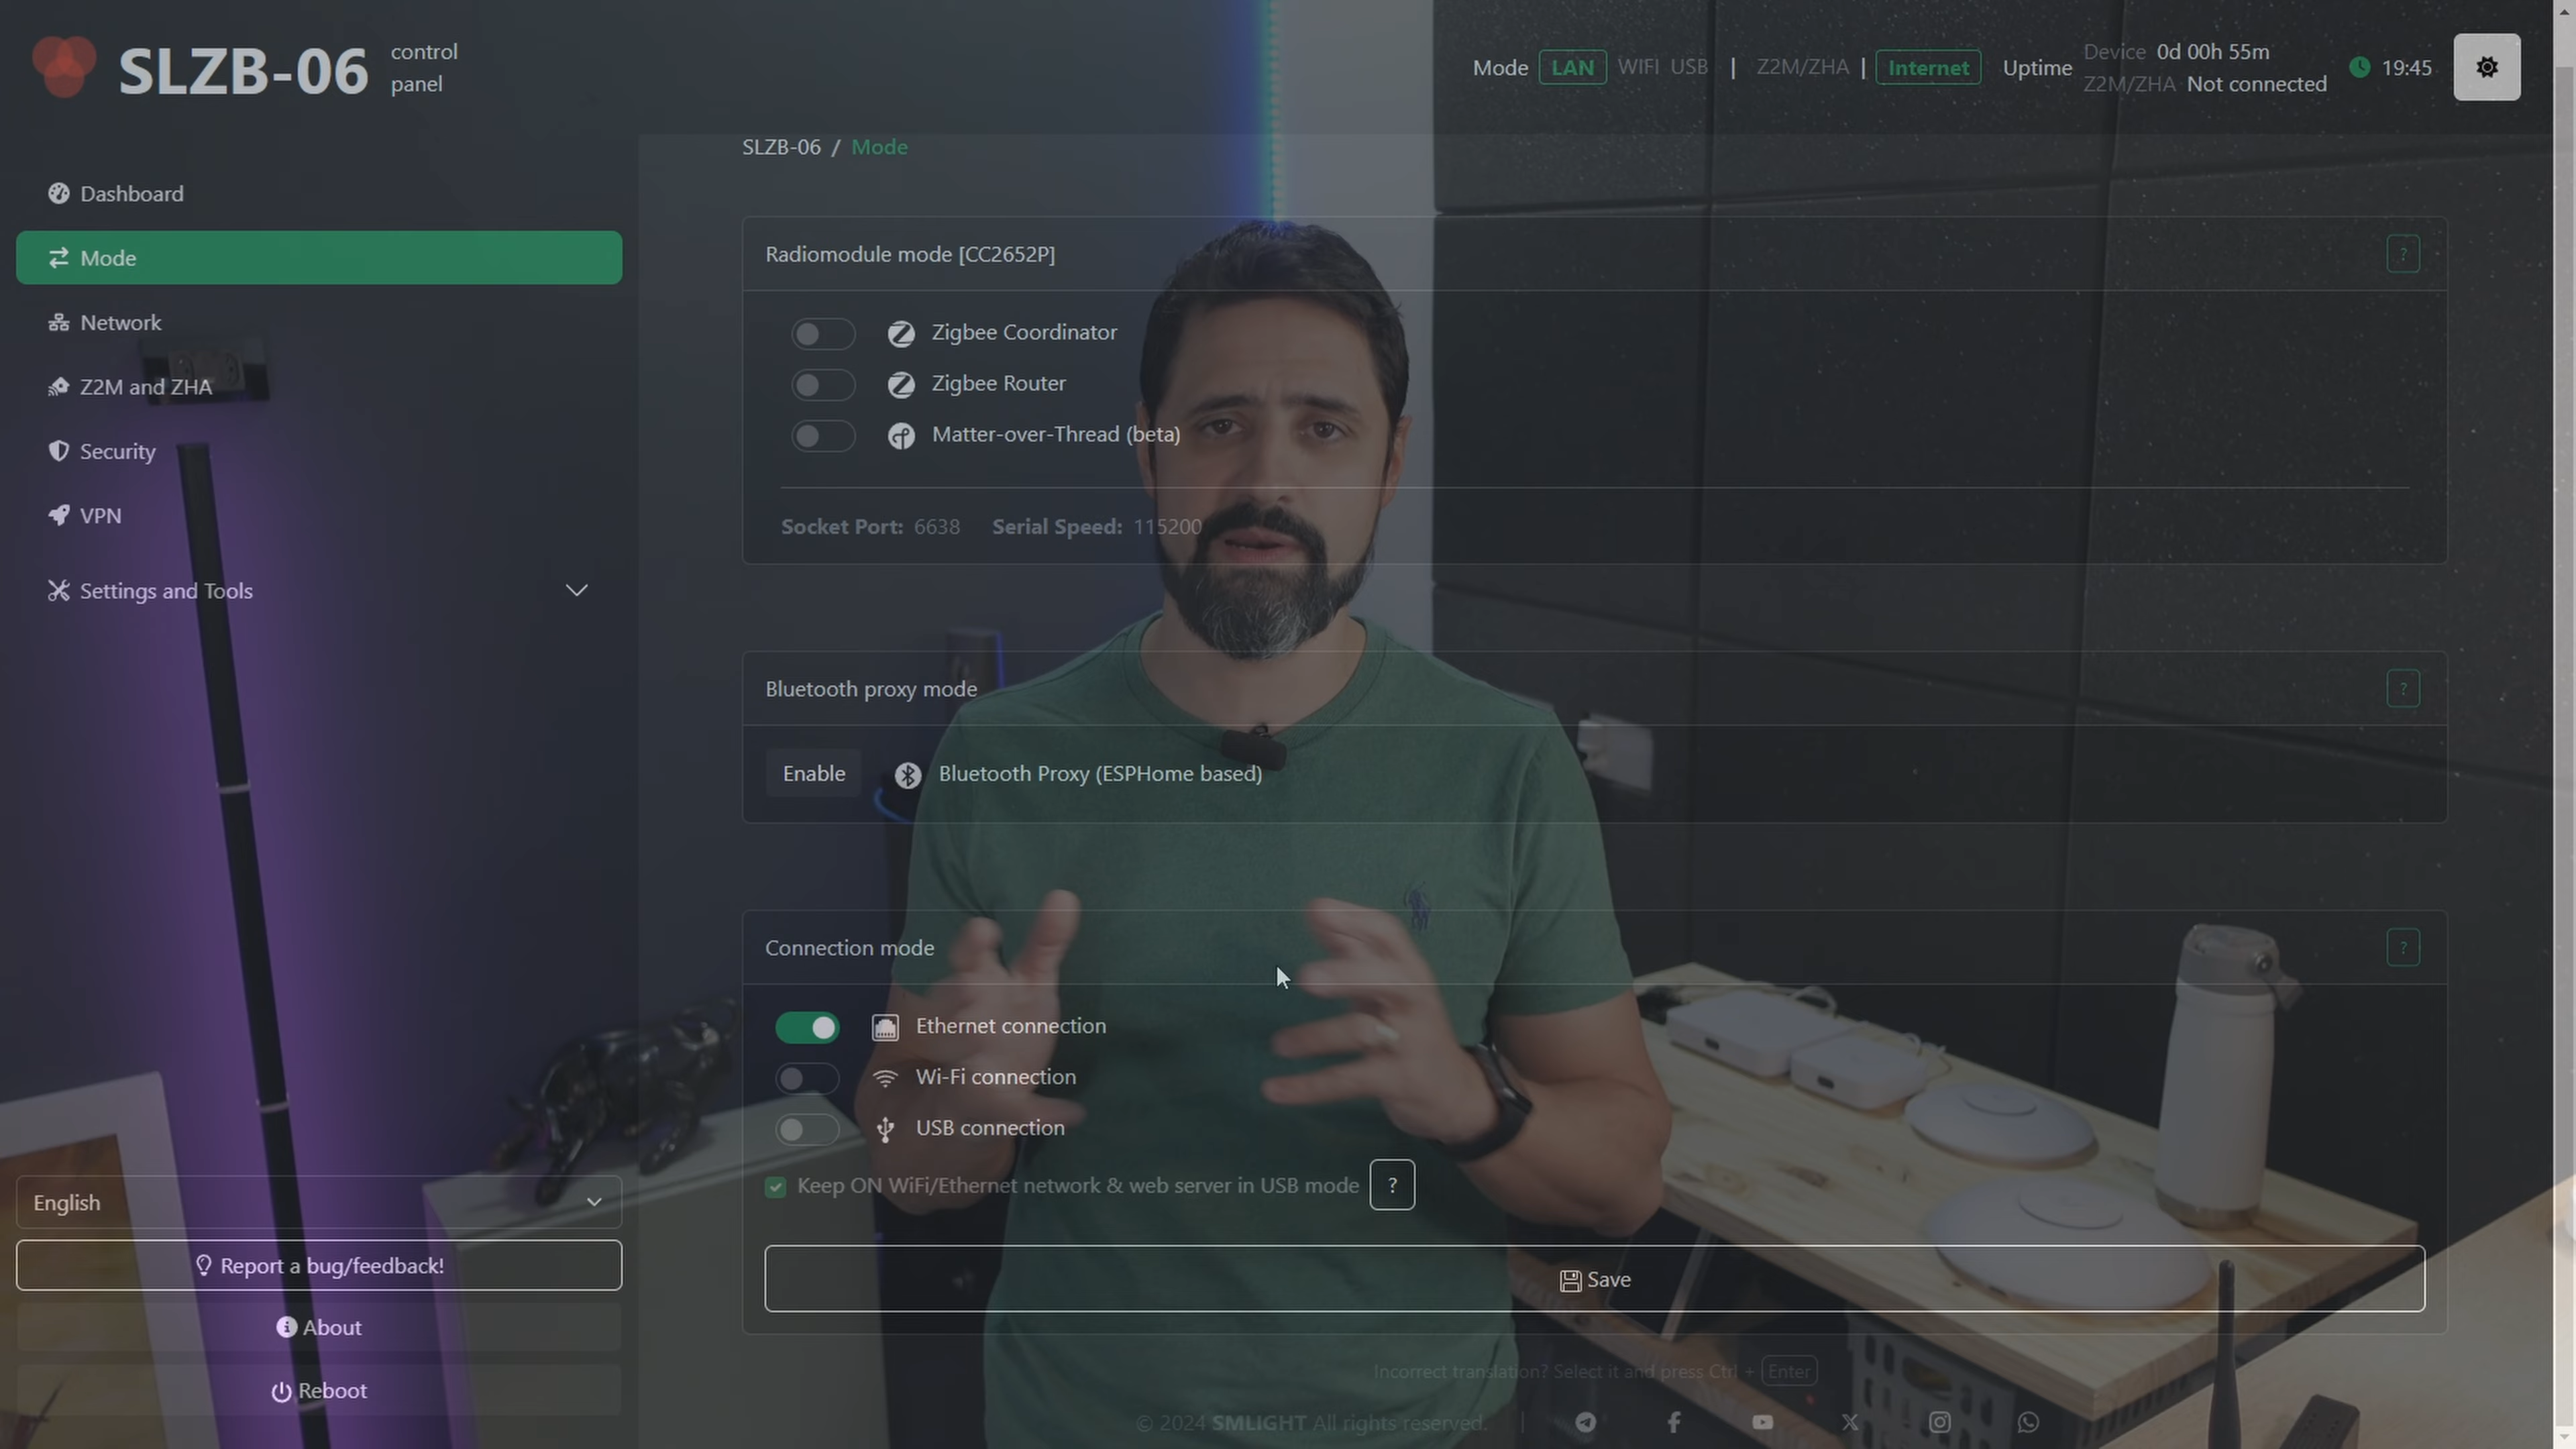 SLZB-06 control panel
Mode LAN WIFI USB | Z2M/ZHA | Internet Uptime Device 0d 00h 55m Z2M/ZHA Not connected 19:45
SLZB-06 / Mode
Dashboard
Mode
Network
Z2M and ZHA
Security
VPN
Settings and Tools
English
Report a bug/feedback!
About
Reboot
Radiomodule mode [CC2652P]
?
Zigbee Coordinator
Zigbee Router
Matter-over-Thread (beta)
Socket Port: 6638 Serial Speed: 115200
Bluetooth proxy mode
?
Enable Bluetooth Proxy (ESPHome based)
Connection mode
?
Ethernet connection
Wi-Fi connection
USB connection
Keep ON WiFi/Ethernet network & web server in USB mode ?
Save
Incorrect translation? Select it and press Ctrl + Enter
© 2024 SMLIGHT All rights reserved. |